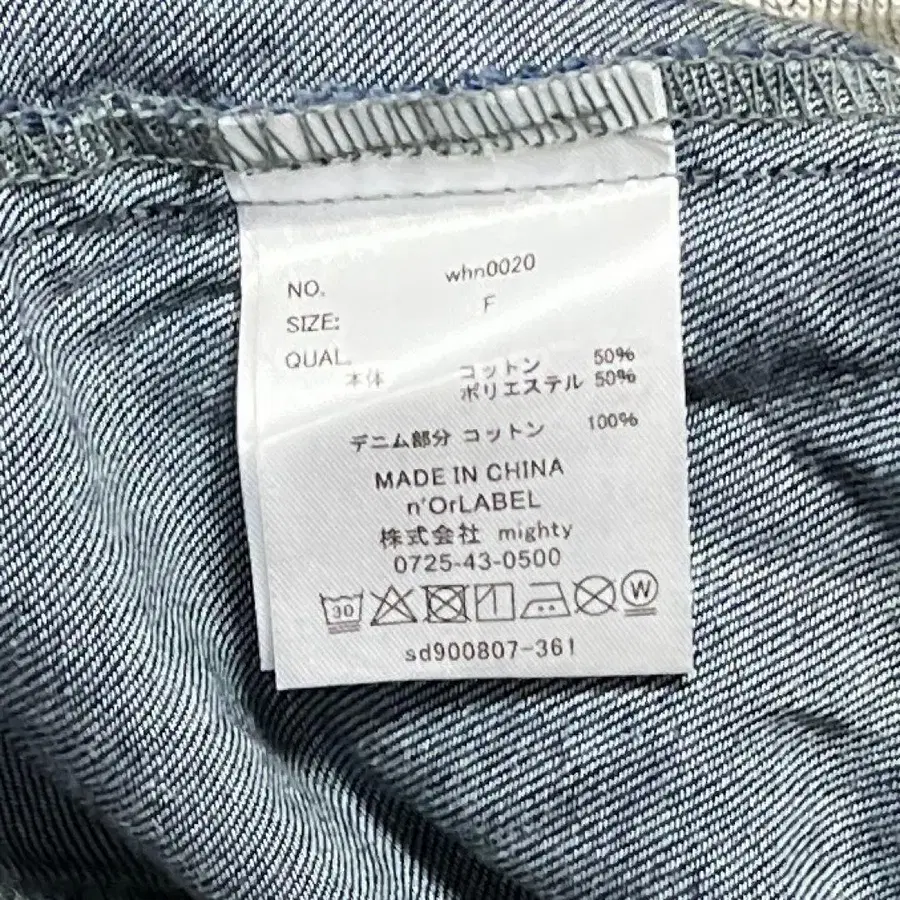 NO. whn0020
SIZE: F
QUAL.
本体 コットン 50%
ポリエステル 50%
デニム部分 コットン 100%
MADE IN CHINA
n'OrLABEL
株式会社 mighty
0725-43-0500
30 W
sd900807-361